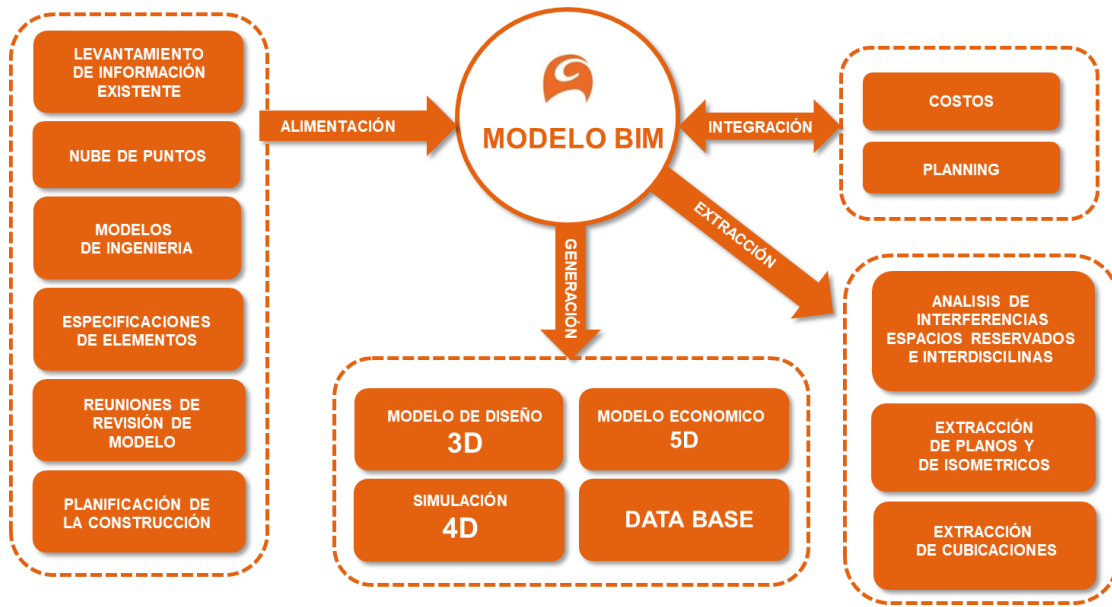 LEVANTAMIENTO
DE INFORMACIÓN
EXISTENTE
NUBE DE PUNTOS
MODELOS
DE INGENIERIA
ESPECIFICACIONES
DE ELEMENTOS
REUNIONES DE
REVISIÓN DE
MODELO
PLANIFICACIÓN DE
LA CONSTRUCCIÓN
ALIMENTACIÓN
MODELO BIM
INTEGRACIÓN
COSTOS
PLANNING
EXTRACCIÓN
GENERACIÓN
MODELO DE DISEÑO
3D
MODELO ECONOMICO
5D
SIMULACIÓN
4D
DATA BASE
ANALISIS DE
INTERFERENCIAS
ESPACIOS RESERVADOS
E INTERDISCILINAS
EXTRACCIÓN
DE PLANOS Y
DE ISOMETRICOS
EXTRACCIÓN
DE CUBICACIONES